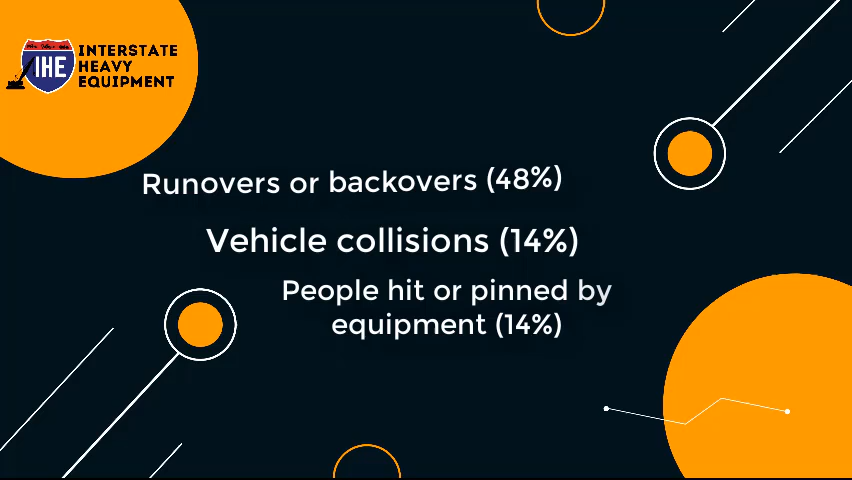 IHE
INTERSTATE
HEAVY
EQUIPMENT
Runovers or backovers (48%)
Vehicle collisions (14%)
People hit or pinned by
equipment (14%)